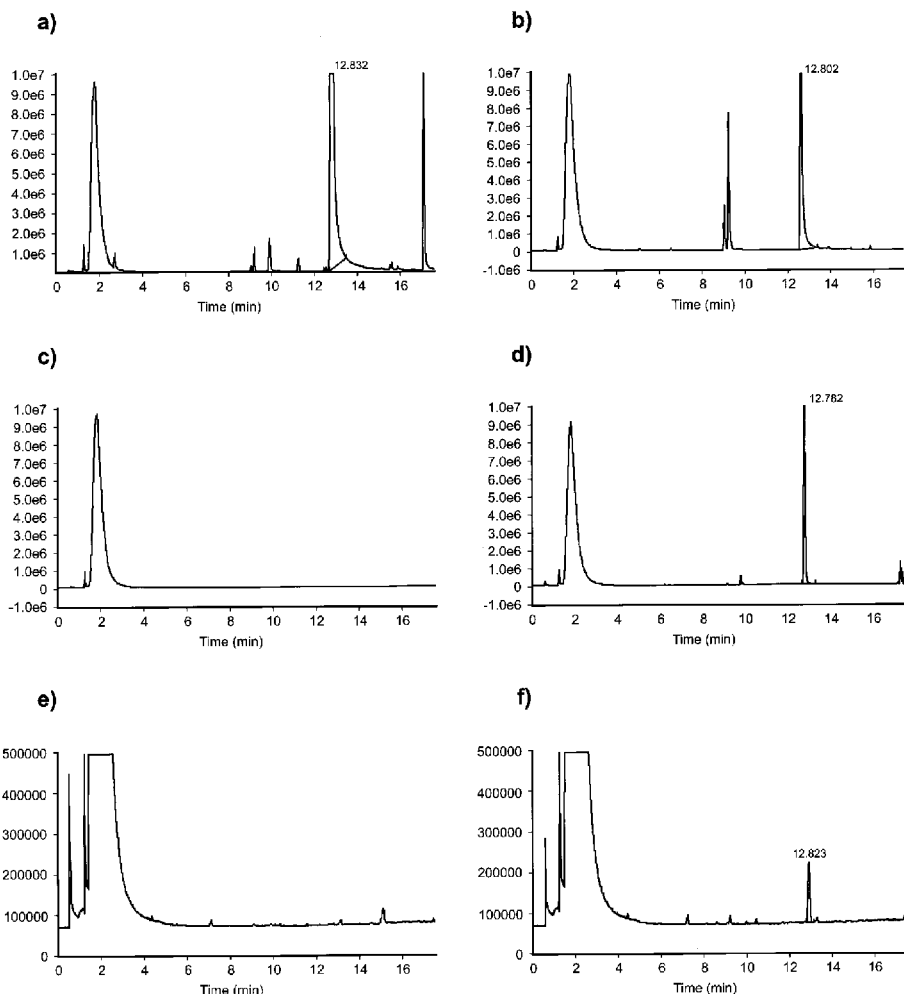 a)
12.832
1.0e7
9.0e6
8.0e6
7.0e6
6.0e6
5.0e6
4.0e6
3.0e6
2.0e6
1.0e6
0 2 4 6 8 10 12 14 16
Time (min)
b)
12.802
1.0e7
9.0e6
8.0e6
7.0e6
6.0e6
5.0e6
4.0e6
3.0e6
2.0e6
1.0e6
0
-1.0e6
0 2 4 6 8 10 12 14 16
Time (min)
c)
1.0e7
9.0e6
8.0e6
7.0e6
6.0e6
5.0e6
4.0e6
3.0e6
2.0e6
1.0e6
0
-1.0e6
0 2 4 6 8 10 12 14 16
Time (min)
d)
12.762
1.0e7
9.0e6
8.0e6
7.0e6
6.0e6
5.0e6
4.0e6
3.0e6
2.0e6
1.0e6
0
-1.0e6
0 2 4 6 8 10 12 14 16
Time (min)
e)
500000
400000
300000
200000
100000
0
0 2 4 6 8 10 12 14 16
Time (min)
f)
12.823
500000
400000
300000
200000
100000
0
0 2 4 6 8 10 12 14 16
Time (min)